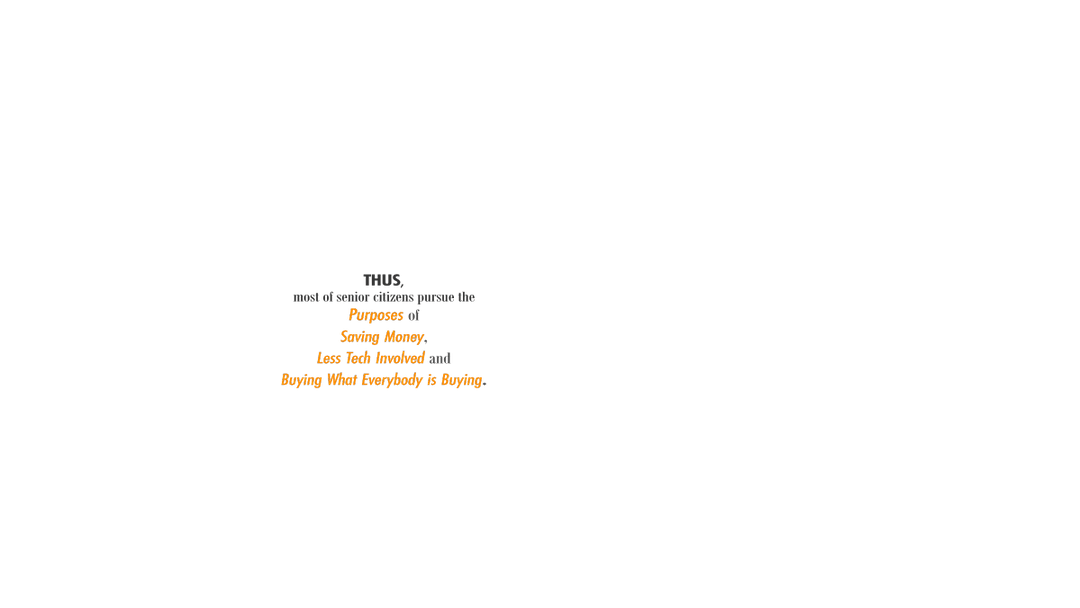 THUS,
most of senior citizens pursue the
Purposes of
Saving Money.
Less Tech Involved and
Buying What Everybody is Buying.